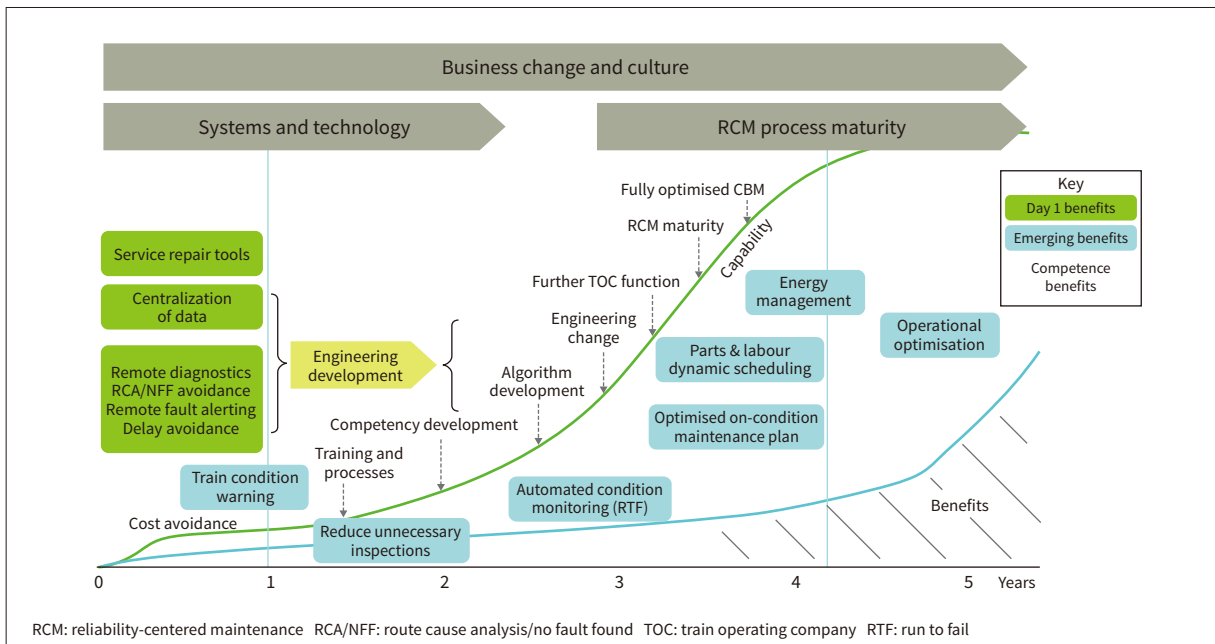 Business change and culture
Systems and technology
RCM process maturity
Fully optimised CBM
RCM maturity
Capability
Further TOC function
Engineering
change
Algorithm
development
Competency development
Training and
processes
Key
Day 1 benefits
Emerging benefits
Competence
benefits
Service repair tools
Centralization
of data
Remote diagnostics
RCA/NFF avoidance
Remote fault alerting
Delay avoidance
Engineering
development
Energy
management
Operational
optimisation
Parts & labour
dynamic scheduling
Optimised on-condition
maintenance plan
Train condition
warning
Automated condition
monitoring (RTF)
Cost avoidance
Reduce unnecessary
inspections
Benefits
0 1 2 3 4 5 Years
RCM: reliability-centered maintenance RCA/NFF: route cause analysis/no fault found TOC: train operating company RTF: run to fail